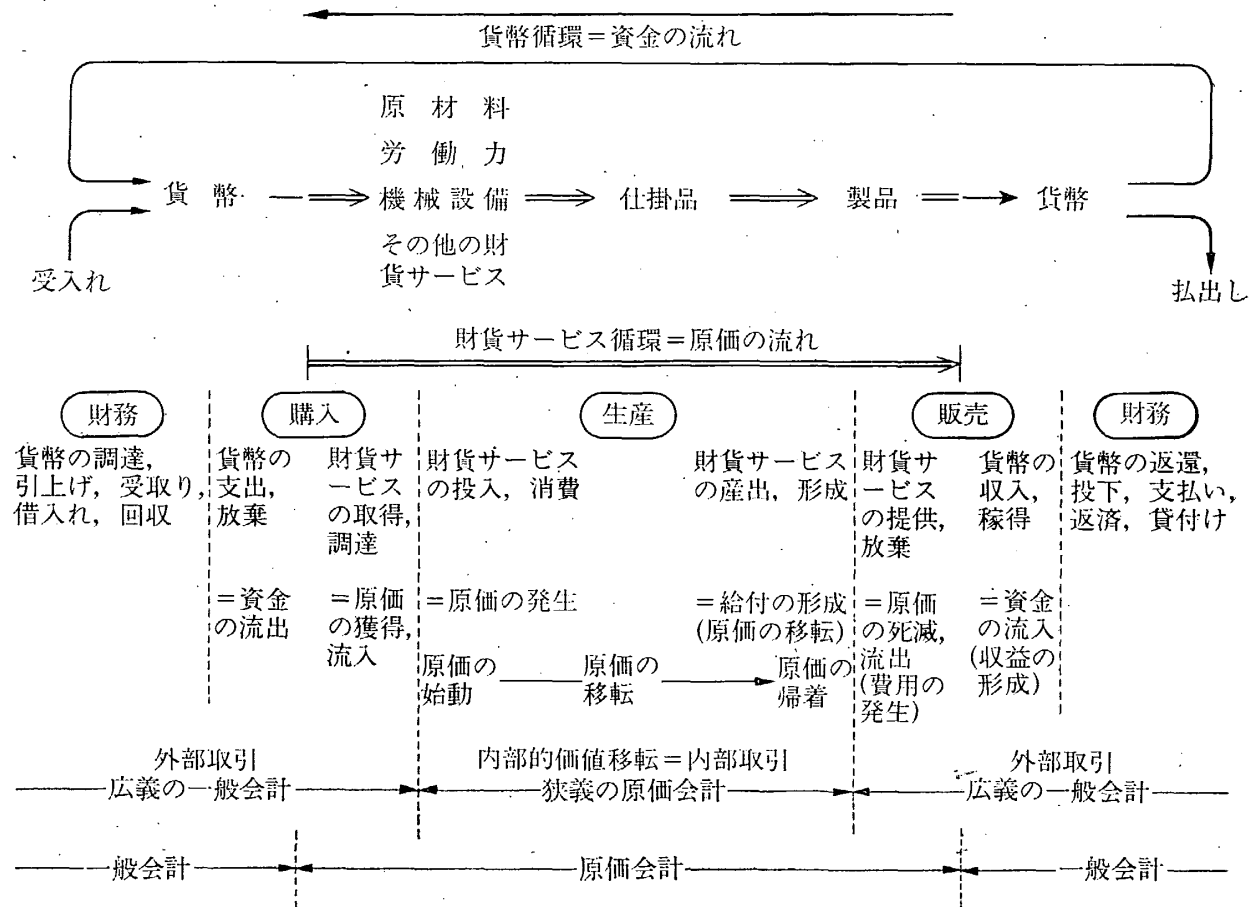 貨幣循環＝資金の流れ
原材料
労働力
貨幣 機械設備 仕掛品 製品 貨幣
その他の財
貨サービス
受入れ
払出し
財貨サービス循環＝原価の流れ
財務 購入 生産 販売 財務
貨幣の調達，
引上げ，受取り，
借入れ，回収
貨幣の
支出，
放棄
財貨サ
ービス
の取得，
調達
財貨サービス
の投入，消費
財貨サービス
の産出，形成
財貨サ
ービス
の提供，
放棄
貨幣の
収入，
稼得
貨幣の返還，
投下，支払い，
返済，貸付け
＝資金
の流出
＝原価
の獲得，
流入
＝原価の発生
＝給付の形成
(原価の移転)
＝原価
の死滅，
流出
(費用の
発生)
＝資金
の流入
(収益の
形成)
原価の
始動
原価の
移転
原価の
帰着
外部取引
広義の一般会計
内部的価値移転＝内部取引
狭義の原価会計
外部取引
広義の一般会計
一般会計 原価会計 一般会計